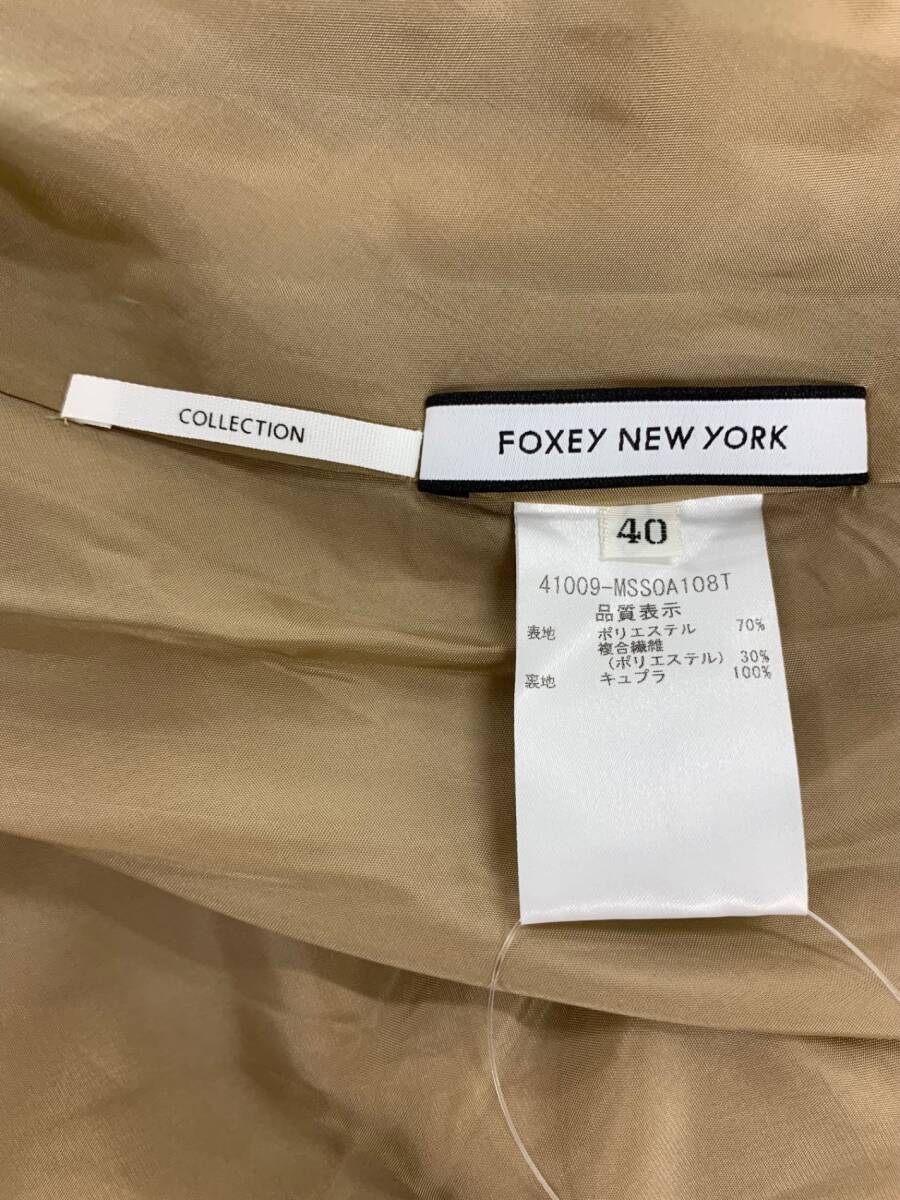 COLLECTION
FOXEY NEW YORK
40
41009-MSSOA108T
品質表示
表地 ポリエステル 70%
複合繊維
(ポリエステル) 30%
裏地 キュプラ 100%